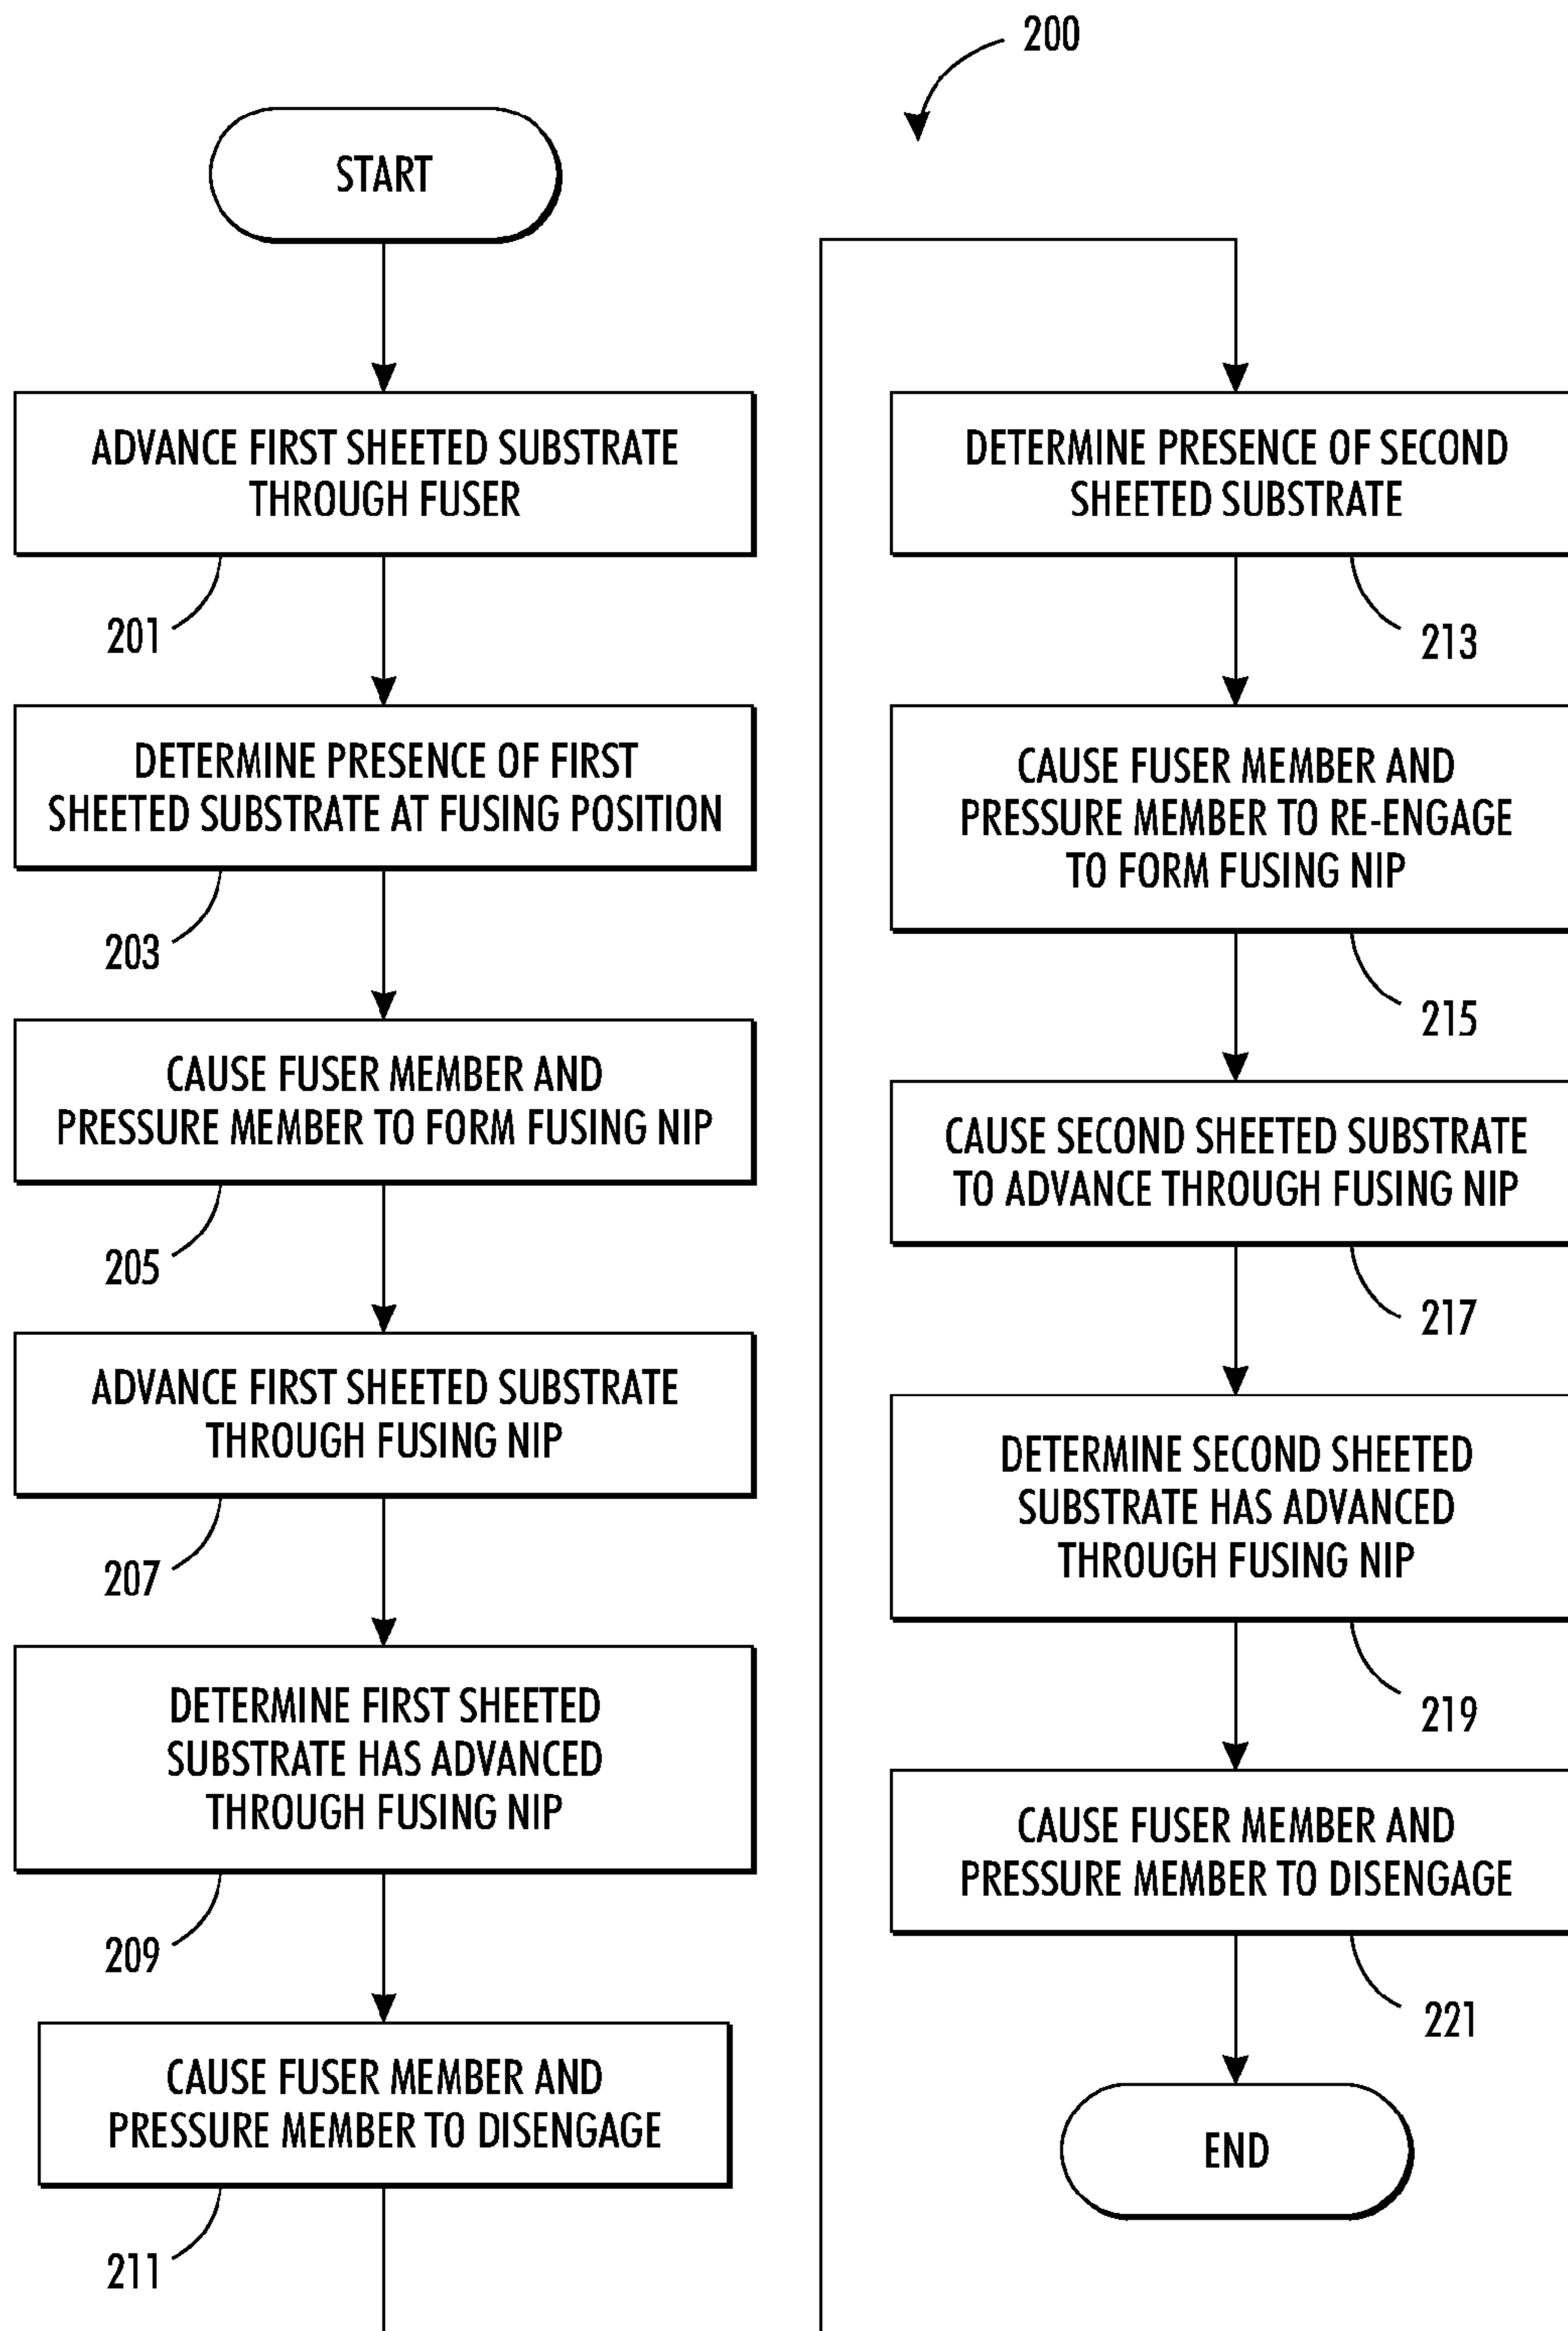 200
START
ADVANCE FIRST SHEETED SUBSTRATE
THROUGH FUSER
201
DETERMINE PRESENCE OF FIRST
SHEETED SUBSTRATE AT FUSING POSITION
203
CAUSE FUSER MEMBER AND
PRESSURE MEMBER TO FORM FUSING NIP
205
ADVANCE FIRST SHEETED SUBSTRATE
THROUGH FUSING NIP
207
DETERMINE FIRST SHEETED
SUBSTRATE HAS ADVANCED
THROUGH FUSING NIP
209
CAUSE FUSER MEMBER AND
PRESSURE MEMBER TO DISENGAGE
211
DETERMINE PRESENCE OF SECOND
SHEETED SUBSTRATE
213
CAUSE FUSER MEMBER AND
PRESSURE MEMBER TO RE-ENGAGE
TO FORM FUSING NIP
215
CAUSE SECOND SHEETED SUBSTRATE
TO ADVANCE THROUGH FUSING NIP
217
DETERMINE SECOND SHEETED
SUBSTRATE HAS ADVANCED
THROUGH FUSING NIP
219
CAUSE FUSER MEMBER AND
PRESSURE MEMBER TO DISENGAGE
221
END